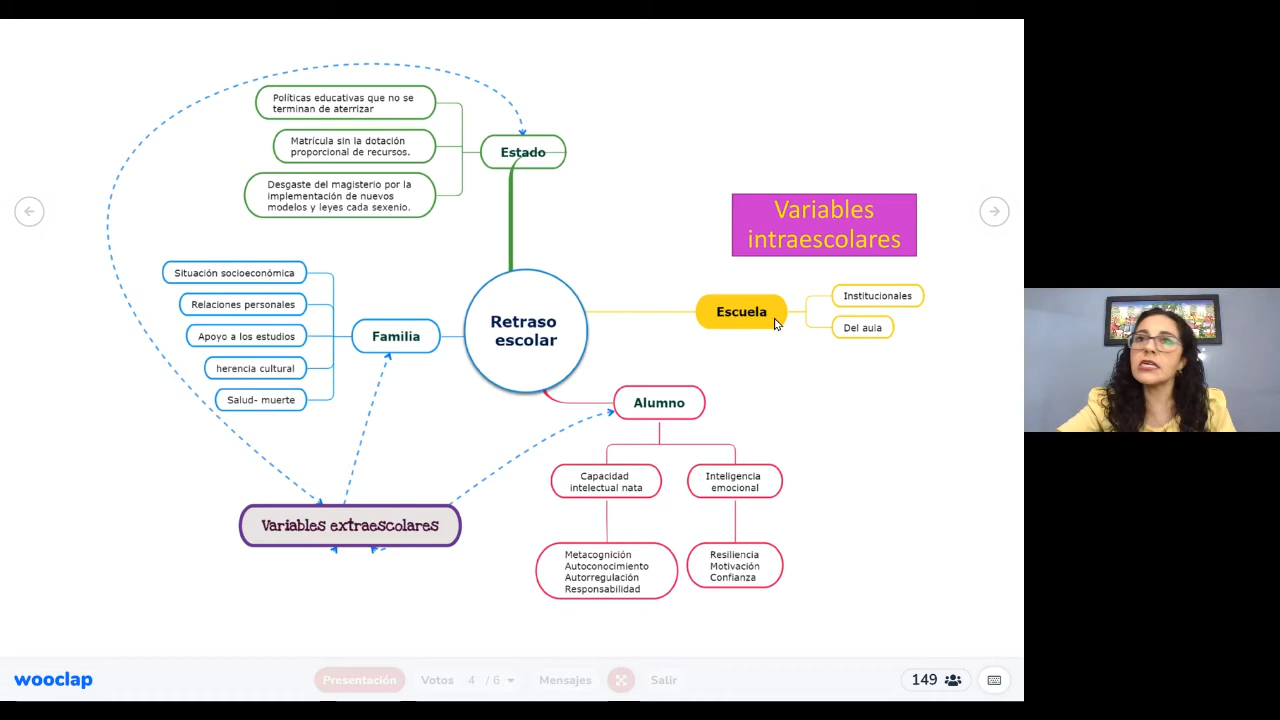 Políticas educativas que no se
terminan de aterrizar
Matrícula sin la dotación
proporcional de recursos.
Desgaste del magisterio por la
implementación de nuevos
modelos y leyes cada sexenio.
Estado
Variables
intraescolares
Situación socioeconómica
Relaciones personales
Apoyo a los estudios
herencia cultural
Salud- muerte
Familia
Retraso
escolar
Escuela
Institucionales
Del aula
Alumno
Capacidad
intelectual nata
Inteligencia
emocional
Metacognición
Autoconocimiento
Autorregulación
Responsabilidad
Resiliencia
Motivación
Confianza
Variables extraescolares
wooclap
Presentación
Votos
4 / 6
Mensajes
Salir
149